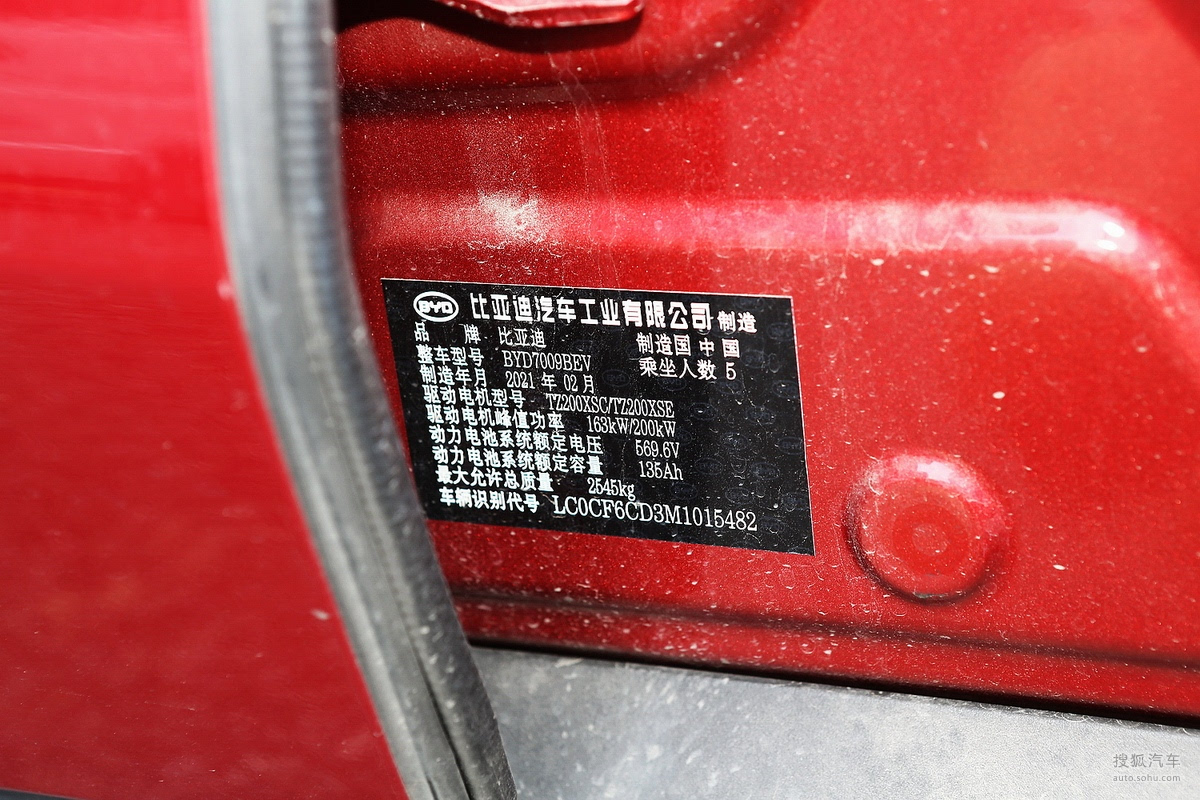 BYD 比亚迪汽车工业有限公司 制造
品 牌 比亚迪 制造国 中国
整车型号 BYD7009BEV 乘坐人数 5
制造年月 2021 年 02 月
驱动电机型号 TZ200XSC/TZ200XSE
驱动电机峰值功率 163kW/200kW
动力电池系统额定电压 569.6V
动力电池系统额定容量 135Ah
最大允许总质量 2545kg
车辆识别代号 LC0CF6CD3M1015482
搜狐汽车
auto.sohu.com